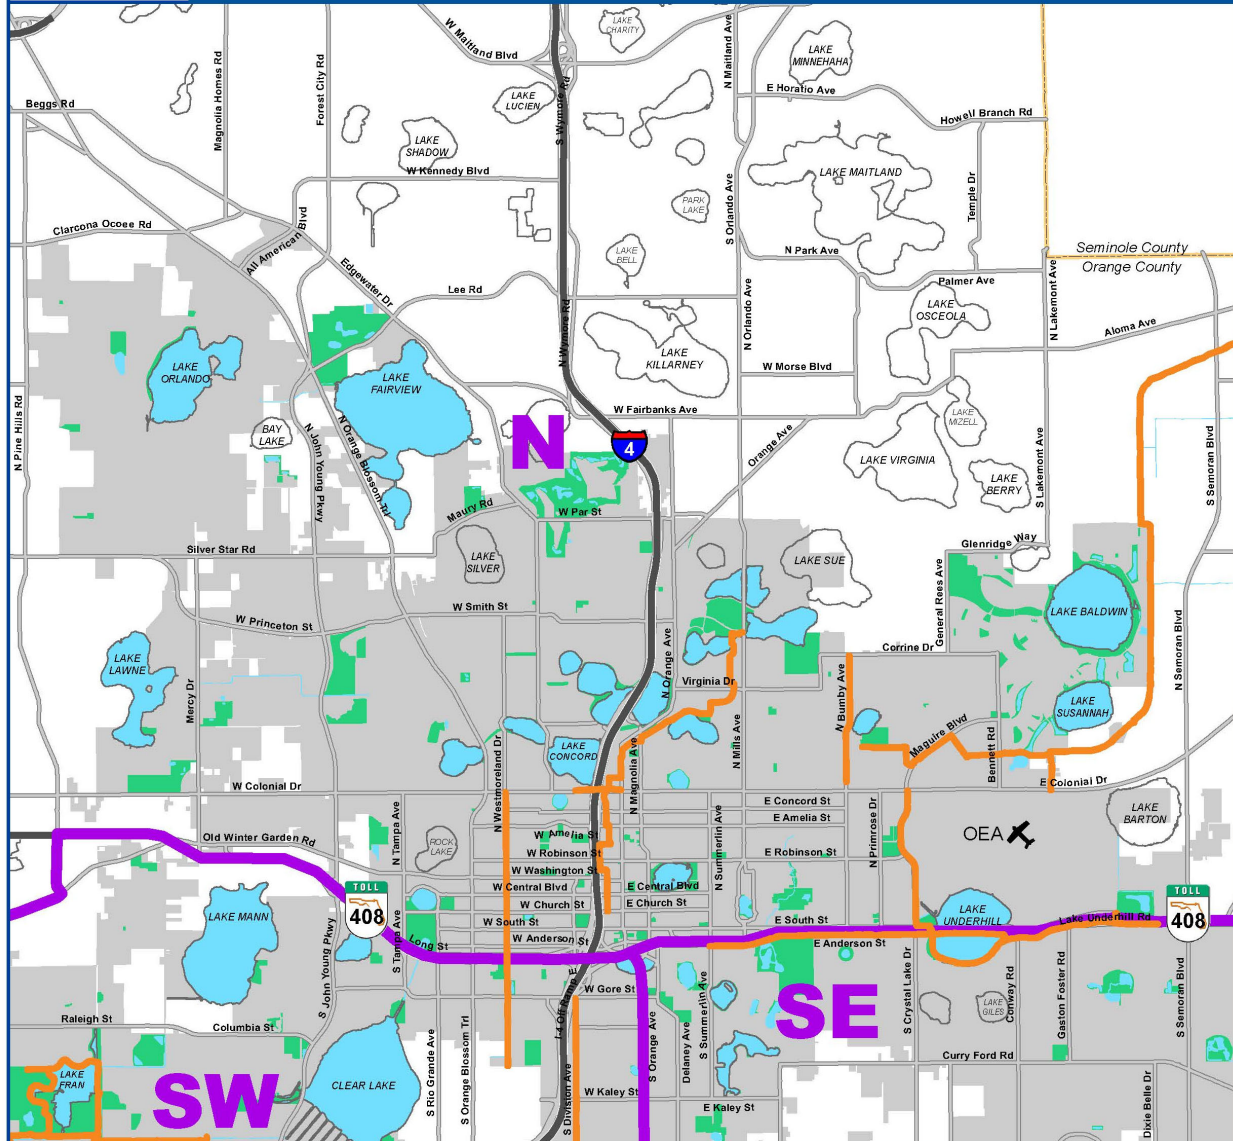 LAKE
CHARITY
W Maitland Blvd
N Maitland Ave
LAKE
MINNEHAHA
E Horatio Ave
Howell Branch Rd
Beggs Rd
Magnolia Homes Rd
Forest City Rd
LAKE
LUCIEN
S Wymore Rd
LAKE
SHADOW
W Kennedy Blvd
LAKE MAITLAND
Temple Dr
PARK
LAKE
S Orlando Ave
Clarcona Ocoee Rd
All American Blvd
Edgewater Dr
LAKE
BELL
N Park Ave
Seminole County
Orange County
Lee Rd
Palmer Ave
N Lakemont Ave
LAKE
OSCEOLA
N Orlando Ave
N Wymore Rd
Aloma Ave
LAKE
ORLANDO
LAKE
FAIRVIEW
LAKE
KILLARNEY
W Morse Blvd
N Pine Hills Rd
W Fairbanks Ave
LAKE
MIZELL
BAY
LAKE
N John Young Pkwy
N Orange Blossom Trl
N
4
Orange Ave
LAKE VIRGINIA
LAKE
BERRY
S Lakemont Ave
S Semoran Blvd
Maury Rd
W Par St
Silver Star Rd
LAKE
SILVER
LAKE SUE
Glenridge Way
General Rees Ave
LAKE BALDWIN
W Smith St
W Princeton St
Corrine Dr
N Orange Ave
LAKE
LAWNE
Mercy Dr
Virginia Dr
N Bumby Ave
N Semoran Blvd
LAKE
SUSANNAH
Maguire Blvd
Bennett Rd
N Mills Ave
LAKE
CONCORD
N Westmoreland Dr
N Magnolia Ave
W Colonial Dr
E Colonial Dr
E Concord St
E Amelia St
LAKE
BARTON
N Tampa Ave
Old Winter Garden Rd
ROCK
LAKE
W Amelia St
W Robinson St
E Robinson St
N Summerlin Ave
N Primrose Dr
OEA
W Washington St
W Central Blvd
E Central Blvd
TOLL
408
W Church St
E Church St
TOLL
408
LAKE MANN
W South St
E South St
LAKE
UNDERHILL
Lake Underhill Rd
S John Young Pkwy
S Tampa Ave
Long St
W Anderson St
E Anderson St
I-4 Off Ramp E
W Gore St
SE
S Crystal Lake Dr
LAKE
GILES
Conway Rd
Gaston Foster Rd
S Semoran Blvd
Raleigh St
Columbia St
S Summerlin Ave
Delaney Ave
S Orange Ave
Curry Ford Rd
LAKE
FRAN
SW
CLEAR LAKE
S Rio Grande Ave
S Orange Blossom Trl
S Division Ave
W Kaley St
E Kaley St
Dixie Belle Dr